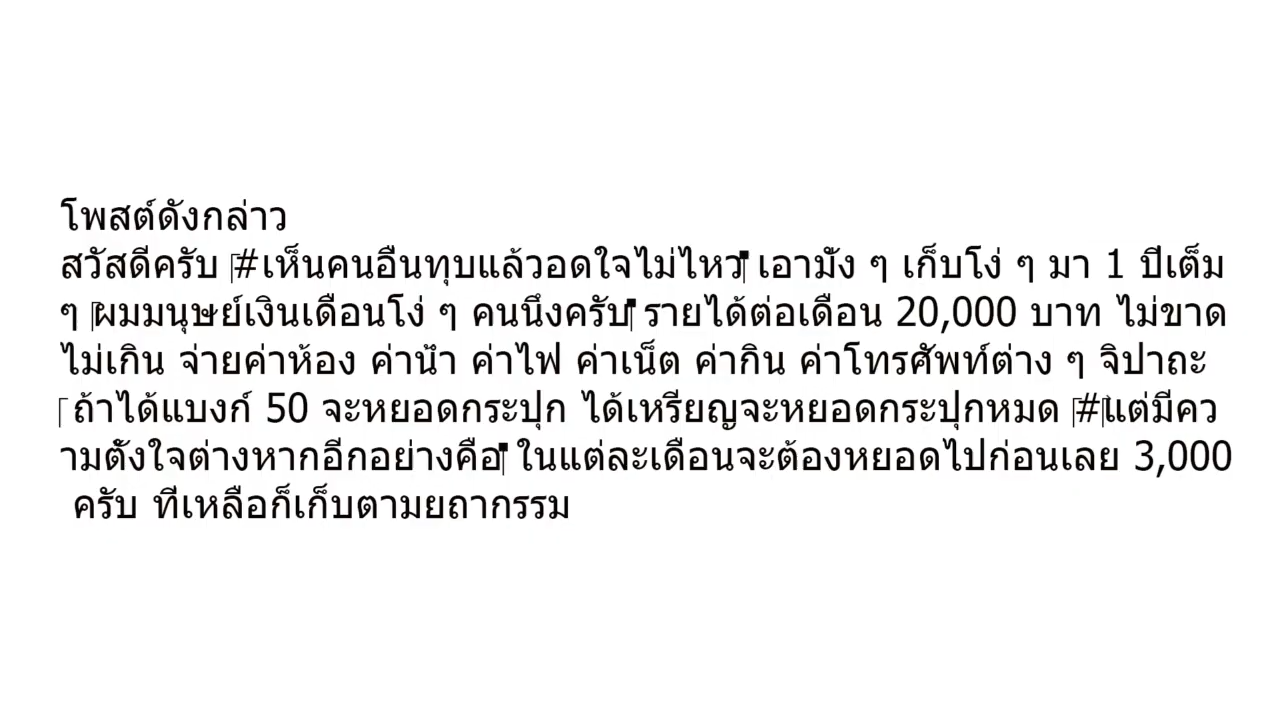 โพสต์ดังกล่าว
สวัสดีครับ #เห็นคนอื่นทุบแล้วอดใจไม่ไหว เอามั่ง ๆ เก็บโง่ ๆ มา 1 ปีเต็ม
ๆ ผมมนุษย์เงินเดือนโง่ ๆ คนนึงครับ รายได้ต่อเดือน 20,000 บาท ไม่ขาด
ไม่เกิน จ่ายค่าห้อง ค่าน้ำ ค่าไฟ ค่าเน็ต ค่ากิน ค่าโทรศัพท์ต่าง ๆ จิปาถะ
ถ้าได้แบงก์ 50 จะหยอดกระปุก ได้เหรียญจะหยอดกระปุกหมด #แต่มีคว
ามตั้งใจต่างหากอีกอย่างคือ ในแต่ละเดือนจะต้องหยอดไปก่อนเลย 3,000
ครับ ที่เหลือก็เก็บตามยถากรรม